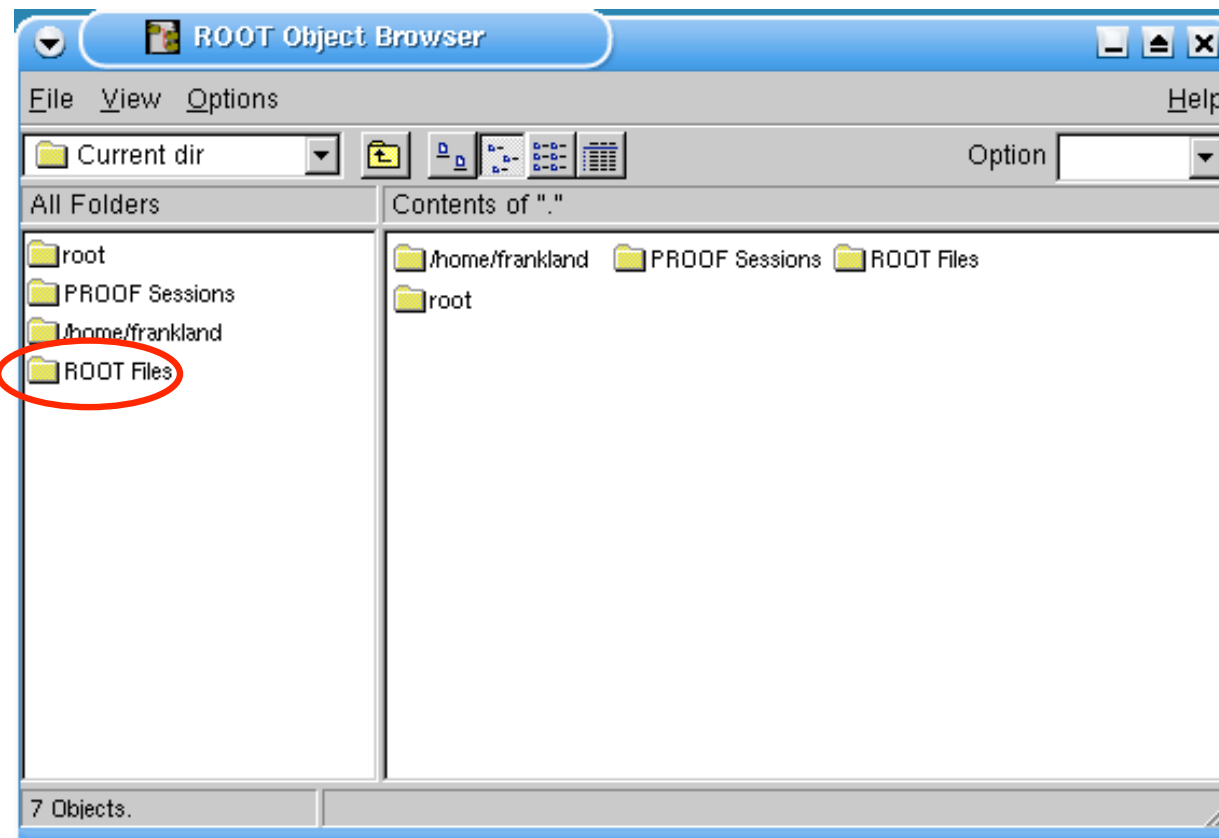 ROOT Object Browser
File View Options Help
Current dir Option
All Folders
Contents of "."
root
PROOF Sessions
/home/frankland
ROOT Files
/home/frankland PROOF Sessions ROOT Files
root
7 Objects.